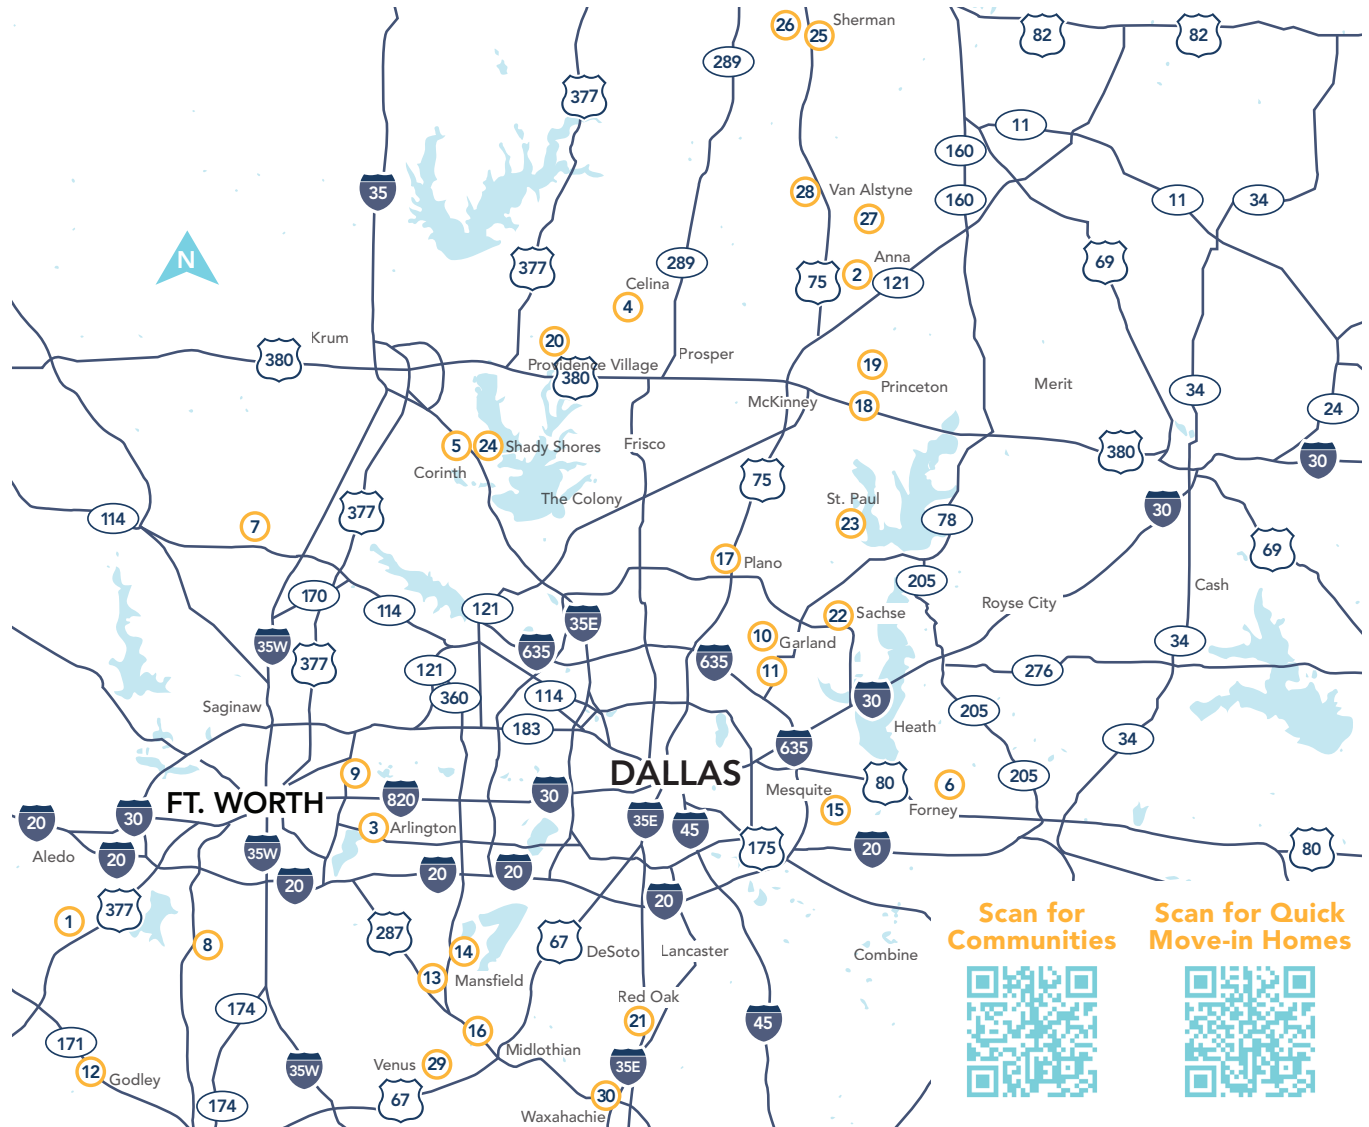 26
25
Sherman
82
82
289
377
11
160
35
28
Van Alstyne
160
11
34
27
N
377
289
Anna
2
121
75
69
Celina
4
20
Krum
380
Providence Village
380
Prosper
19
Princeton
18
McKinney
Merit
34
24
5
24
Shady Shores
Corinth
Frisco
380
30
The Colony
75
St. Paul
23
78
30
114
7
377
69
17
Plano
205
Cash
170
114
121
35E
Royse City
22
Sachse
10
Garland
11
35W
377
635
635
34
121
360
114
276
30
Saginaw
183
205
Heath
34
635
DALLAS
9
FT. WORTH
820
30
Mesquite
15
80
6
Forney
205
20
30
3
Arlington
35E
45
175
20
80
Aledo
20
35W
20
20
20
20
1
377
8
287
14
13
Mansfield
67
DeSoto
Lancaster
Combine
Scan for
Communities
Scan for Quick
Move-in Homes
Red Oak
21
45
174
16
Midlothian
171
12
Godley
35W
Venus
29
35E
67
174
30
Waxahachie